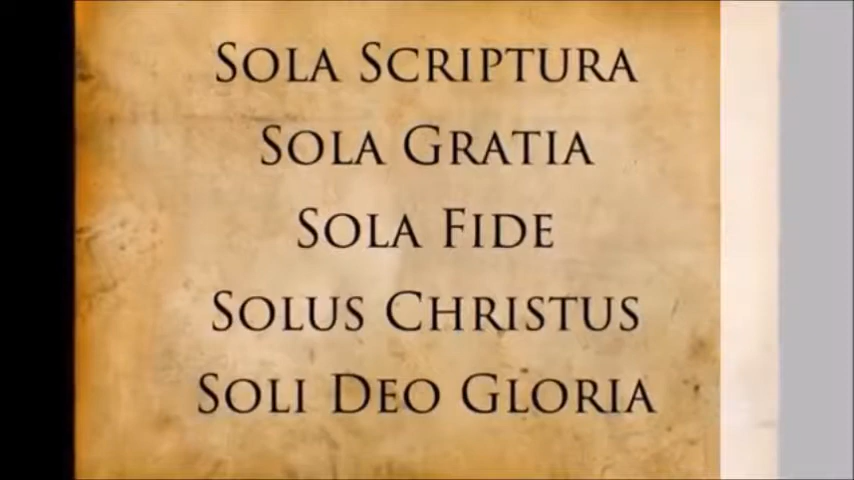 Sola Scriptura
Sola Gratia
Sola Fide
Solus Christus
Soli Deo Gloria